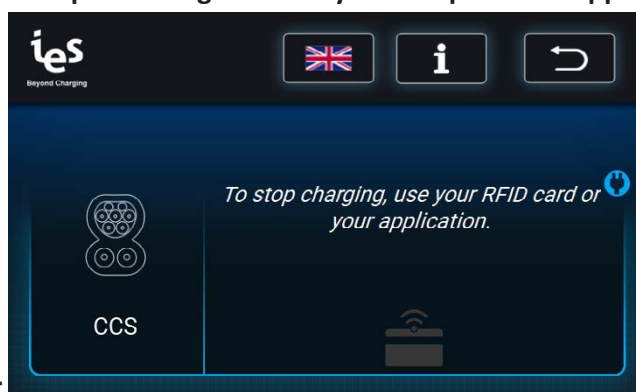 ies
Beyond Charging
i
To stop charging, use your RFID card or
your application.
CCS